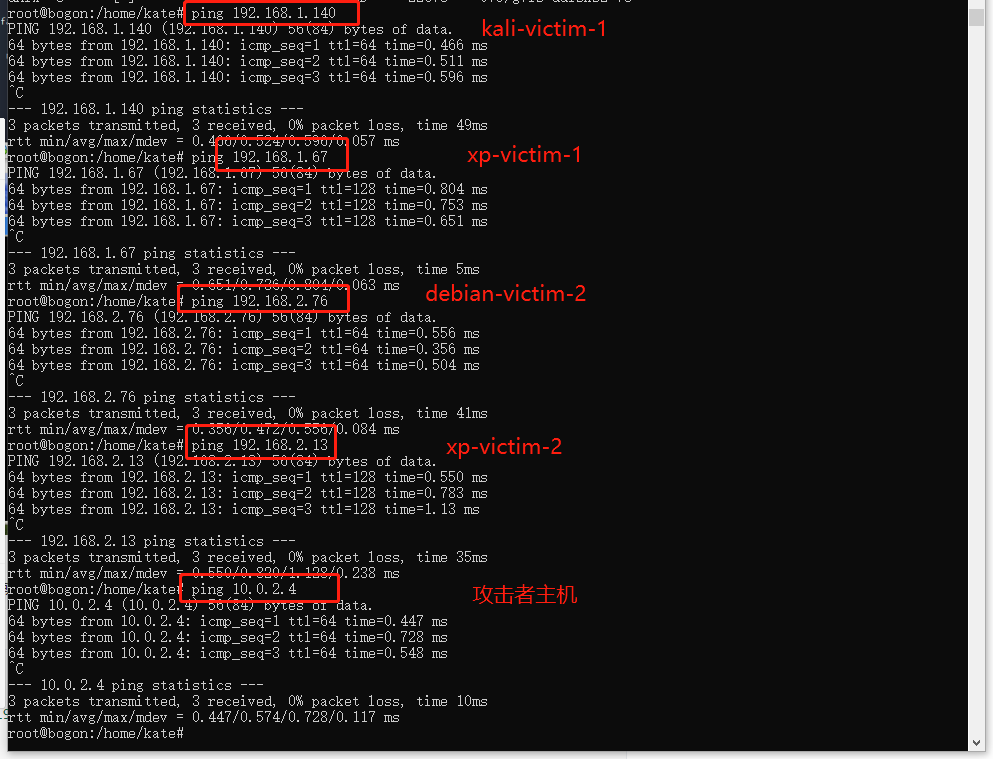 root@bogon:/home/kate# ping 192.168.1.140
PING 192.168.1.140 (192.168.1.140) 56(84) bytes of data.
kali-victim-1
64 bytes from 192.168.1.140: icmp_seq=1 ttl=64 time=0.466 ms
64 bytes from 192.168.1.140: icmp_seq=2 ttl=64 time=0.511 ms
64 bytes from 192.168.1.140: icmp_seq=3 ttl=64 time=0.596 ms
^C
--- 192.168.1.140 ping statistics ---
3 packets transmitted, 3 received, 0% packet loss, time 49ms
rtt min/avg/max/mdev = 0.466/0.524/0.596/0.057 ms
root@bogon:/home/kate# ping 192.168.1.67
xp-victim-1
PING 192.168.1.67 (192.168.1.67) 56(84) bytes of data.
64 bytes from 192.168.1.67: icmp_seq=1 ttl=128 time=0.804 ms
64 bytes from 192.168.1.67: icmp_seq=2 ttl=128 time=0.753 ms
64 bytes from 192.168.1.67: icmp_seq=3 ttl=128 time=0.651 ms
^C
--- 192.168.1.67 ping statistics ---
3 packets transmitted, 3 received, 0% packet loss, time 5ms
rtt min/avg/max/mdev = 0.651/0.736/0.804/0.063 ms
debian-victim-2
root@bogon:/home/kate# ping 192.168.2.76
PING 192.168.2.76 (192.168.2.76) 56(84) bytes of data.
64 bytes from 192.168.2.76: icmp_seq=1 ttl=64 time=0.556 ms
64 bytes from 192.168.2.76: icmp_seq=2 ttl=64 time=0.356 ms
64 bytes from 192.168.2.76: icmp_seq=3 ttl=64 time=0.504 ms
^C
--- 192.168.2.76 ping statistics ---
3 packets transmitted, 3 received, 0% packet loss, time 41ms
rtt min/avg/max/mdev = 0.356/0.472/0.556/0.084 ms
root@bogon:/home/kate# ping 192.168.2.13
xp-victim-2
PING 192.168.2.13 (192.168.2.13) 56(84) bytes of data.
64 bytes from 192.168.2.13: icmp_seq=1 ttl=128 time=0.550 ms
64 bytes from 192.168.2.13: icmp_seq=2 ttl=128 time=0.783 ms
64 bytes from 192.168.2.13: icmp_seq=3 ttl=128 time=1.13 ms
^C
--- 192.168.2.13 ping statistics ---
3 packets transmitted, 3 received, 0% packet loss, time 35ms
rtt min/avg/max/mdev = 0.550/0.820/1.128/0.238 ms
root@bogon:/home/kate# ping 10.0.2.4
攻击者主机
PING 10.0.2.4 (10.0.2.4) 56(84) bytes of data.
64 bytes from 10.0.2.4: icmp_seq=1 ttl=64 time=0.447 ms
64 bytes from 10.0.2.4: icmp_seq=2 ttl=64 time=0.728 ms
64 bytes from 10.0.2.4: icmp_seq=3 ttl=64 time=0.548 ms
^C
--- 10.0.2.4 ping statistics ---
3 packets transmitted, 3 received, 0% packet loss, time 10ms
rtt min/avg/max/mdev = 0.447/0.574/0.728/0.117 ms
root@bogon:/home/kate#